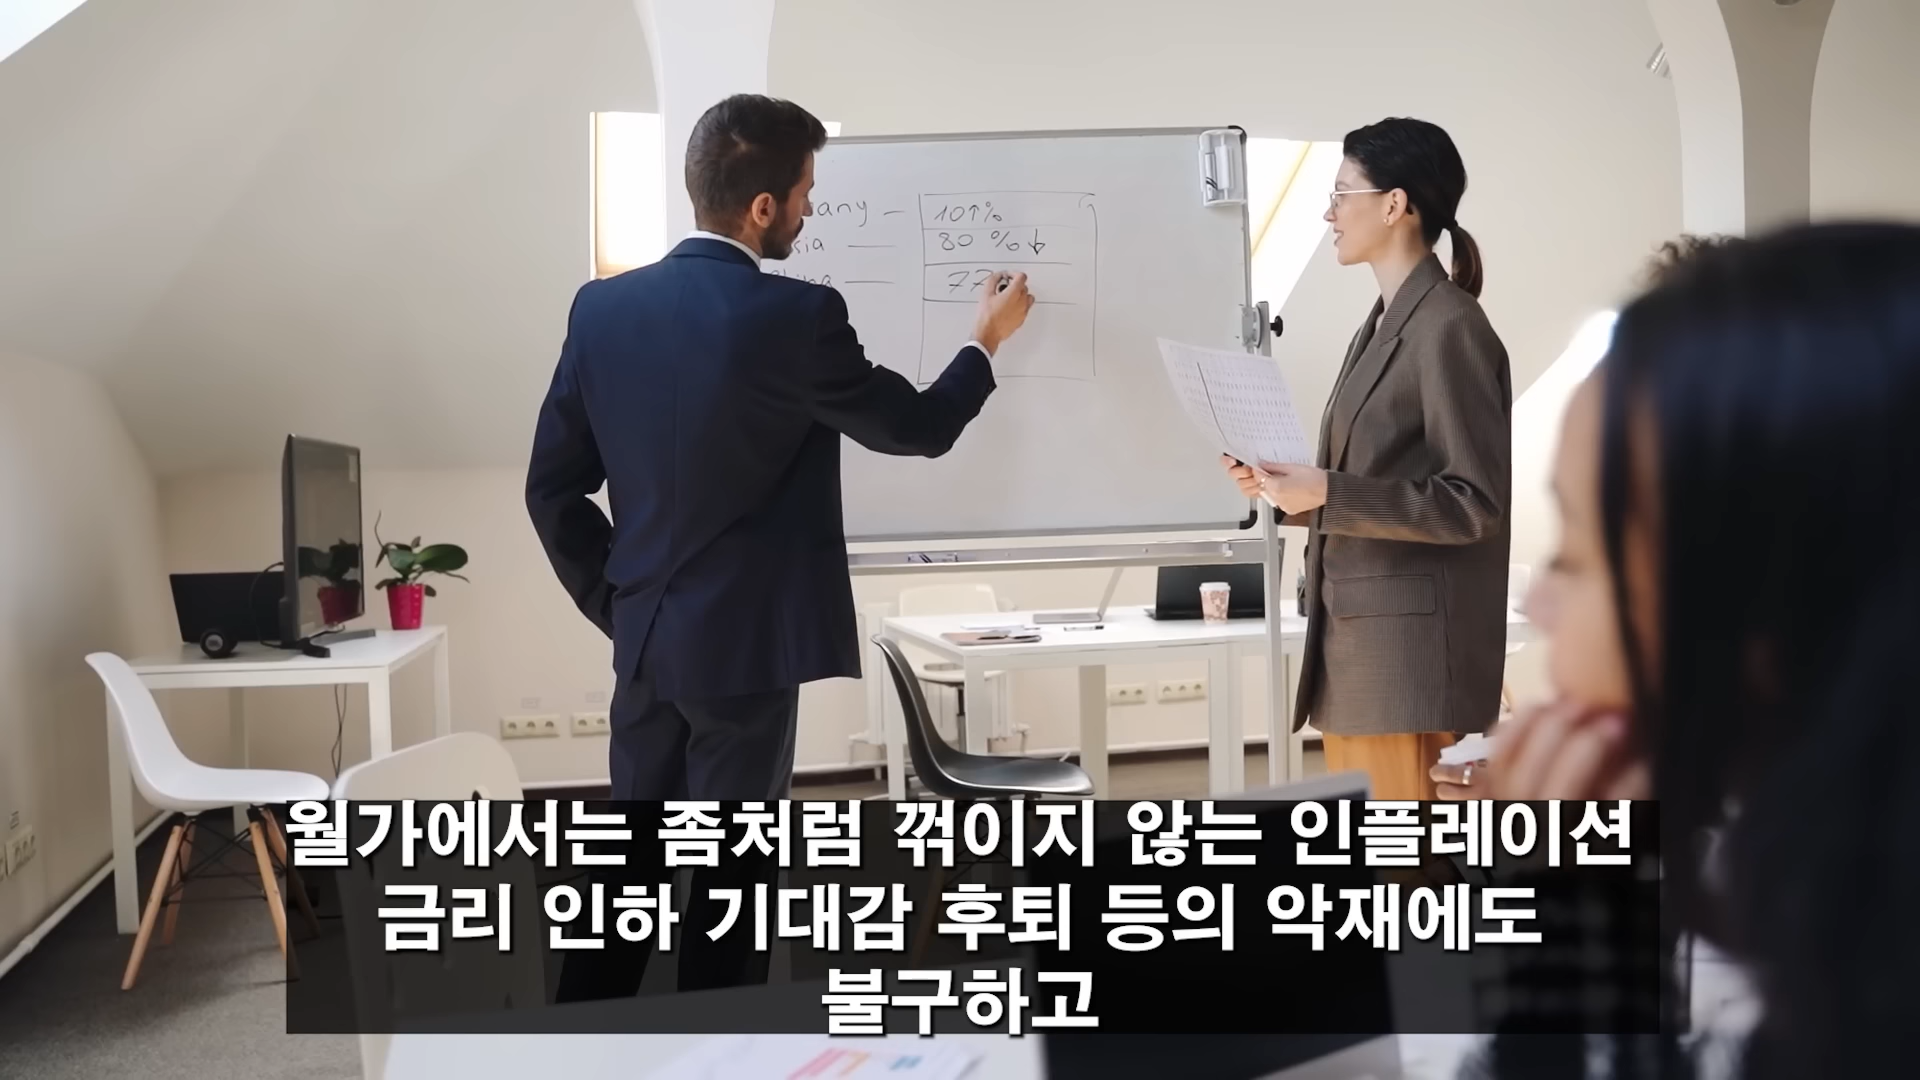 10↑%
80 %↓
77
월가에서는 좀처럼 꺾이지 않는 인플레이션
금리 인하 기대감 후퇴 등의 악재에도
불구하고